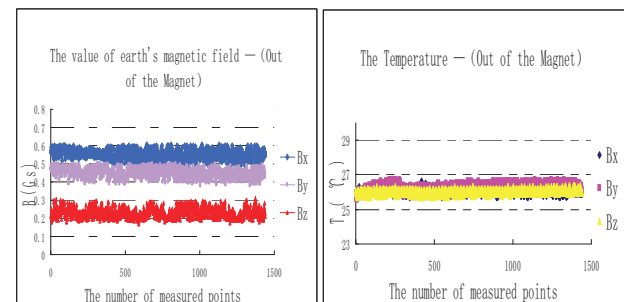 The value of earth's magnetic field — (Out
of the Magnet)
B(Gs)
0.8
0.7
0.6
0.5
0.4
0.3
0.2
0.1
0
0
500
1000
1500
Bx
By
Bz
The number of measured points
The Temperature — (Out of the Magnet)
T(℃)
29
27
25
23
0
500
1000
1500
Bx
By
Bz
The number of measured points